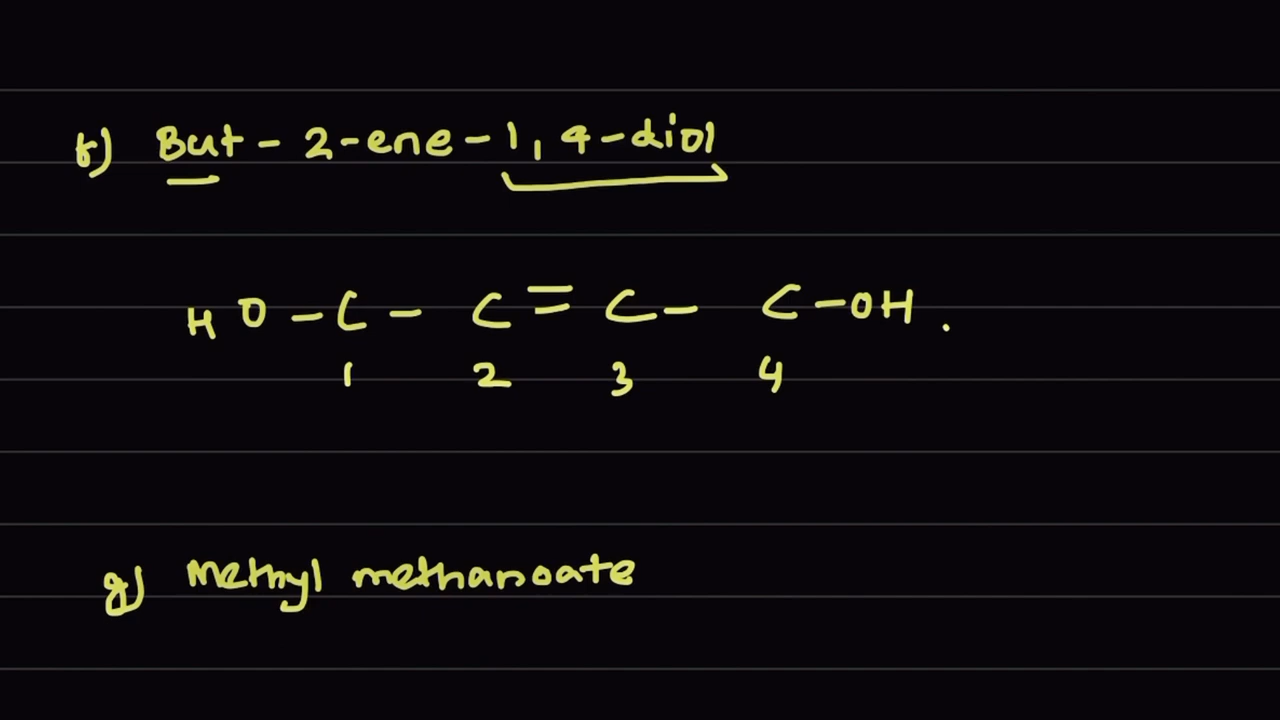 f) But - 2-ene-1, 4-diol
HO - C - C = C - C - OH.
1 2 3 4
g) Methyl methanoate